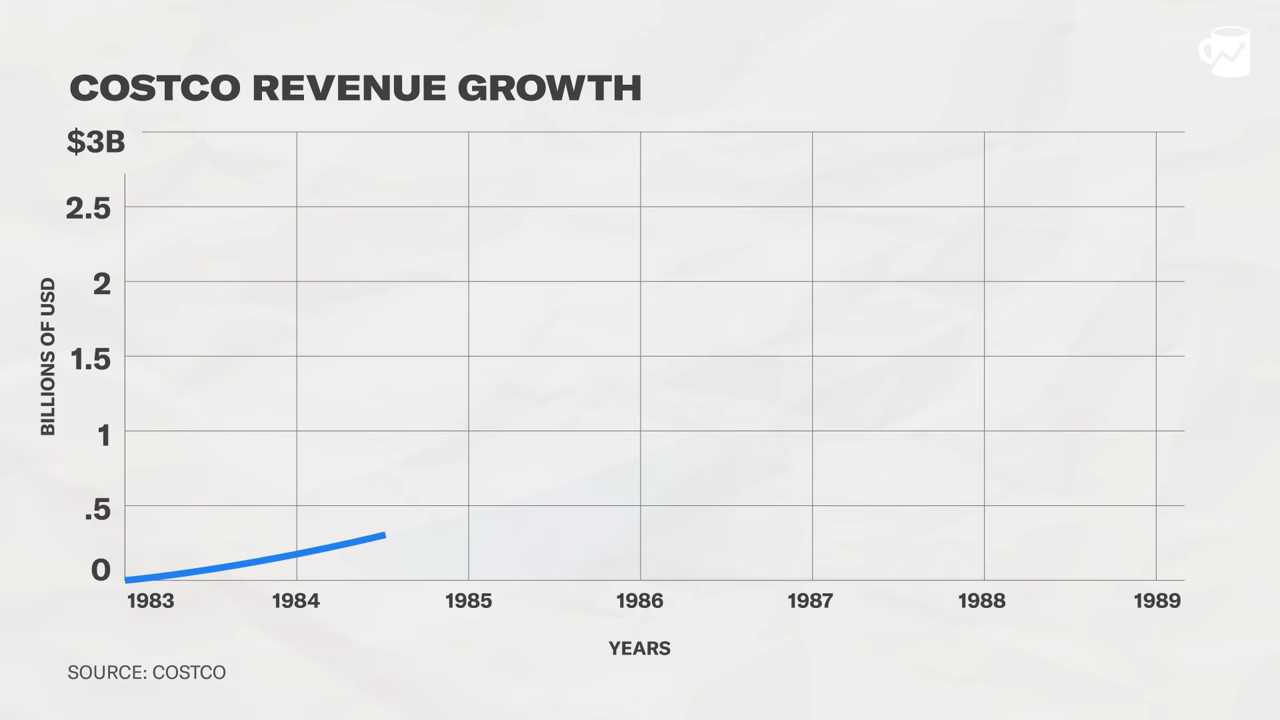 COSTCO REVENUE GROWTH
$3B
2.5
2
1.5
1
.5
0
BILLIONS OF USD
1983 1984 1985 1986 1987 1988 1989
YEARS
SOURCE: COSTCO